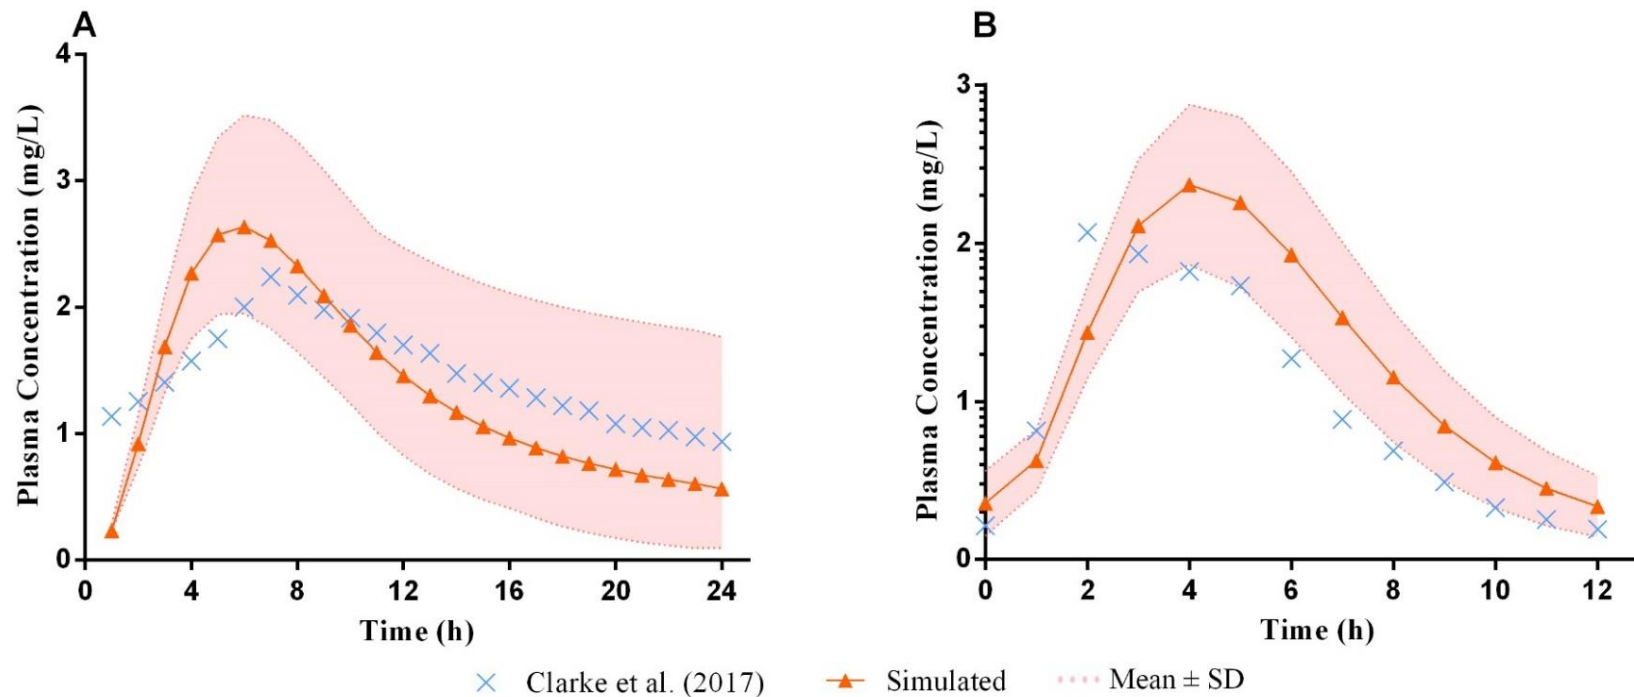 A
Plasma Concentration (mg/L)
4
3
2
1
0
0 4 8 12 16 20 24
Time (h)
B
Plasma Concentration (mg/L)
3
2
1
0
0 2 4 6 8 10 12
Time (h)
Clarke et al. (2017) Simulated Mean ± SD